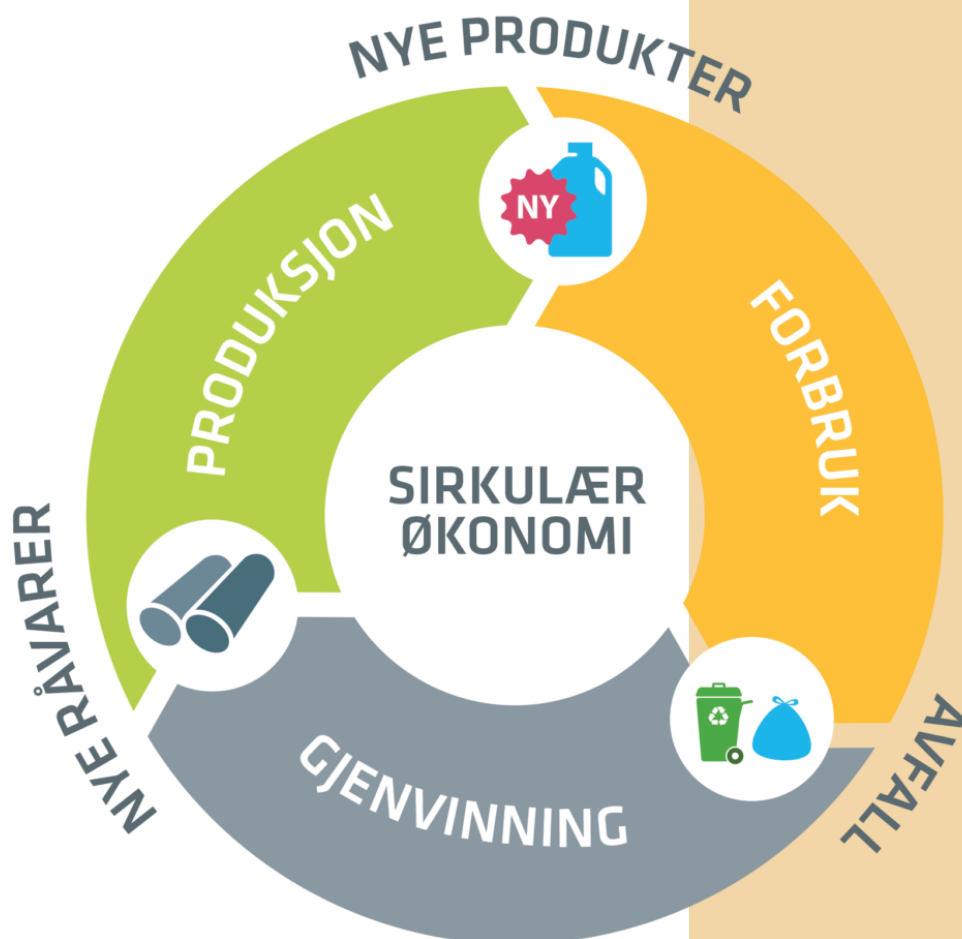 NYE PRODUKTER
NY
PRODUKSJON
FORBRUK
SIRKULÆR
ØKONOMI
NYE RÅVARER
GJENVINNING
AVFALL